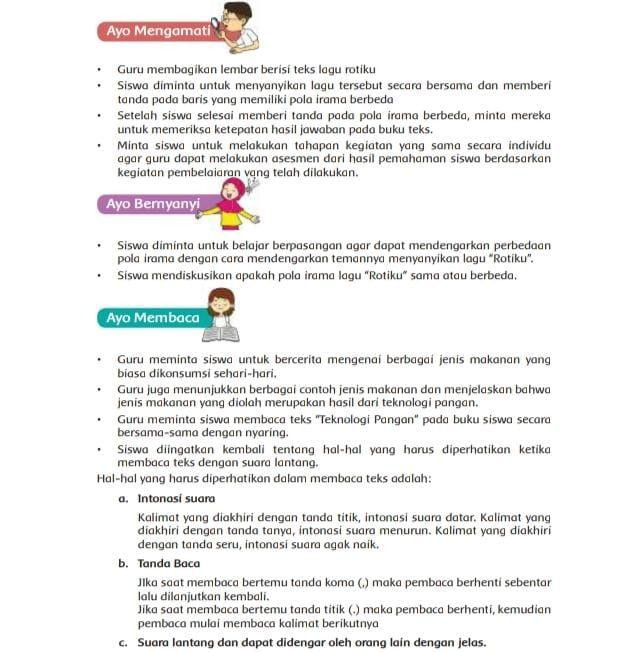 Ayo Mengamati
• Guru membagikan lembar berisi teks lagu rotiku
• Siswa diminta untuk menyanyikan lagu tersebut secara bersama dan memberi
tanda pada baris yang memiliki pola irama berbeda
• Setelah siswa selesai memberi tanda pada pola irama berbeda, minta mereka
untuk memeriksa ketepatan hasil jawaban pada buku teks.
• Minta siswa untuk melakukan tahapan kegiatan yang sama secara individu
agar guru dapat melakukan asesmen dari hasil pemahaman siswa berdasarkan
kegiatan pembelajaran yang telah dilakukan.
Ayo Bernyanyi
• Siswa diminta untuk belajar berpasangan agar dapat mendengarkan perbedaan
pola irama dengan cara mendengarkan temannya menyanyikan lagu "Rotiku".
• Siswa mendiskusikan apakah pola irama lagu "Rotiku" sama atau berbeda.
Ayo Membaca
• Guru meminta siswa untuk bercerita mengenai berbagai jenis makanan yang
biasa dikonsumsi sehari-hari.
• Guru juga menunjukkan berbagai contoh jenis makanan dan menjelaskan bahwa
jenis makanan yang diolah merupakan hasil dari teknologi pangan.
• Guru meminta siswa membaca teks "Teknologi Pangan" pada buku siswa secara
bersama-sama dengan nyaring.
• Siswa diingatkan kembali tentang hal-hal yang harus diperhatikan ketika
membaca teks dengan suara lantang.
Hal-hal yang harus diperhatikan dalam membaca teks adalah:
a. Intonasi suara
Kalimat yang diakhiri dengan tanda titik, intonasi suara datar. Kalimat yang
diakhiri dengan tanda tanya, intonasi suara menurun. Kalimat yang diakhiri
dengan tanda seru, intonasi suara agak naik.
b. Tanda Baca
JIka saat membaca bertemu tanda koma (,) maka pembaca berhenti sebentar
lalu dilanjutkan kembali.
Jika saat membaca bertemu tanda titik (.) maka pembaca berhenti, kemudian
pembaca mulai membaca kalimat berikutnya
c. Suara lantang dan dapat didengar oleh orang lain dengan jelas.